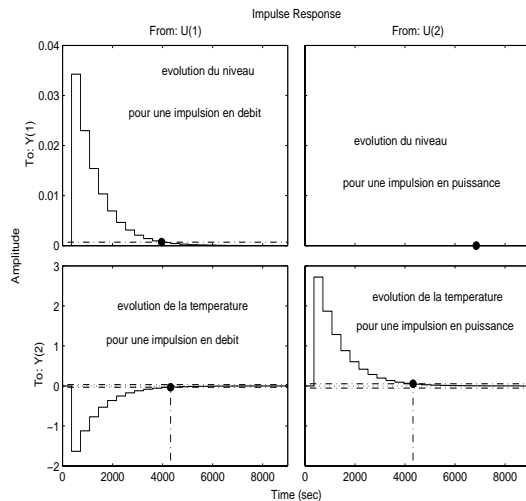 Impulse Response
From: U(1)
From: U(2)
0.04
0.03
0.02
0.01
0
To: Y(1)
evolution du niveau
pour une impulsion en debit
evolution du niveau
pour une impulsion en puissance
Amplitude
3
2
1
0
−1
−2
To: Y(2)
evolution de la temperature
pour une impulsion en debit
evolution de la temperature
pour une impulsion en puissance
0 2000 4000 6000 8000
0 2000 4000 6000 8000
Time (sec)